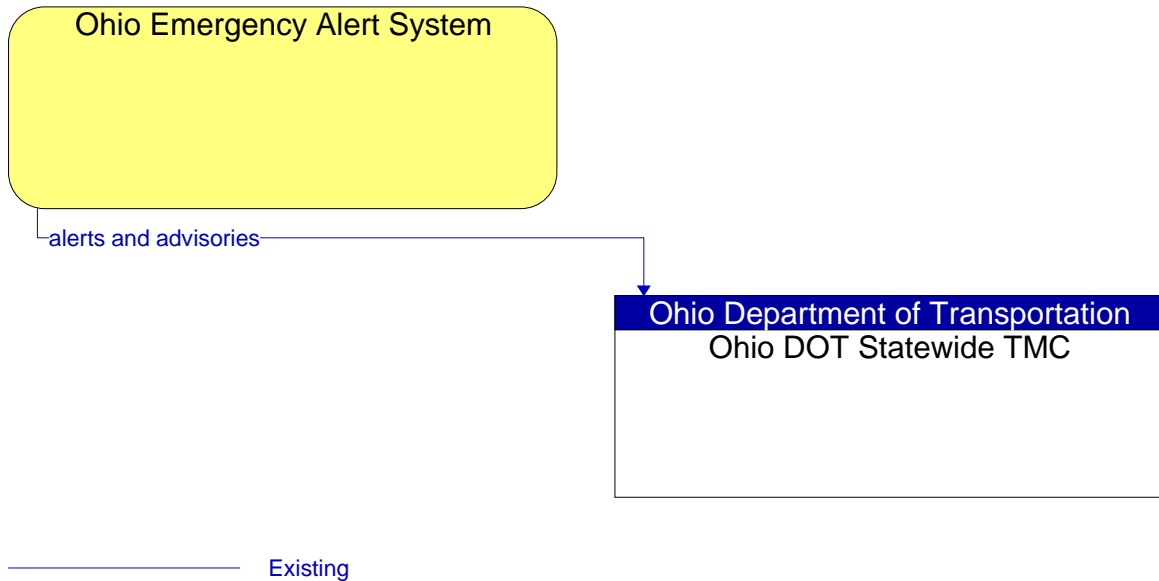 Ohio Emergency Alert System
alerts and advisories
Ohio Department of Transportation
Ohio DOT Statewide TMC
Existing